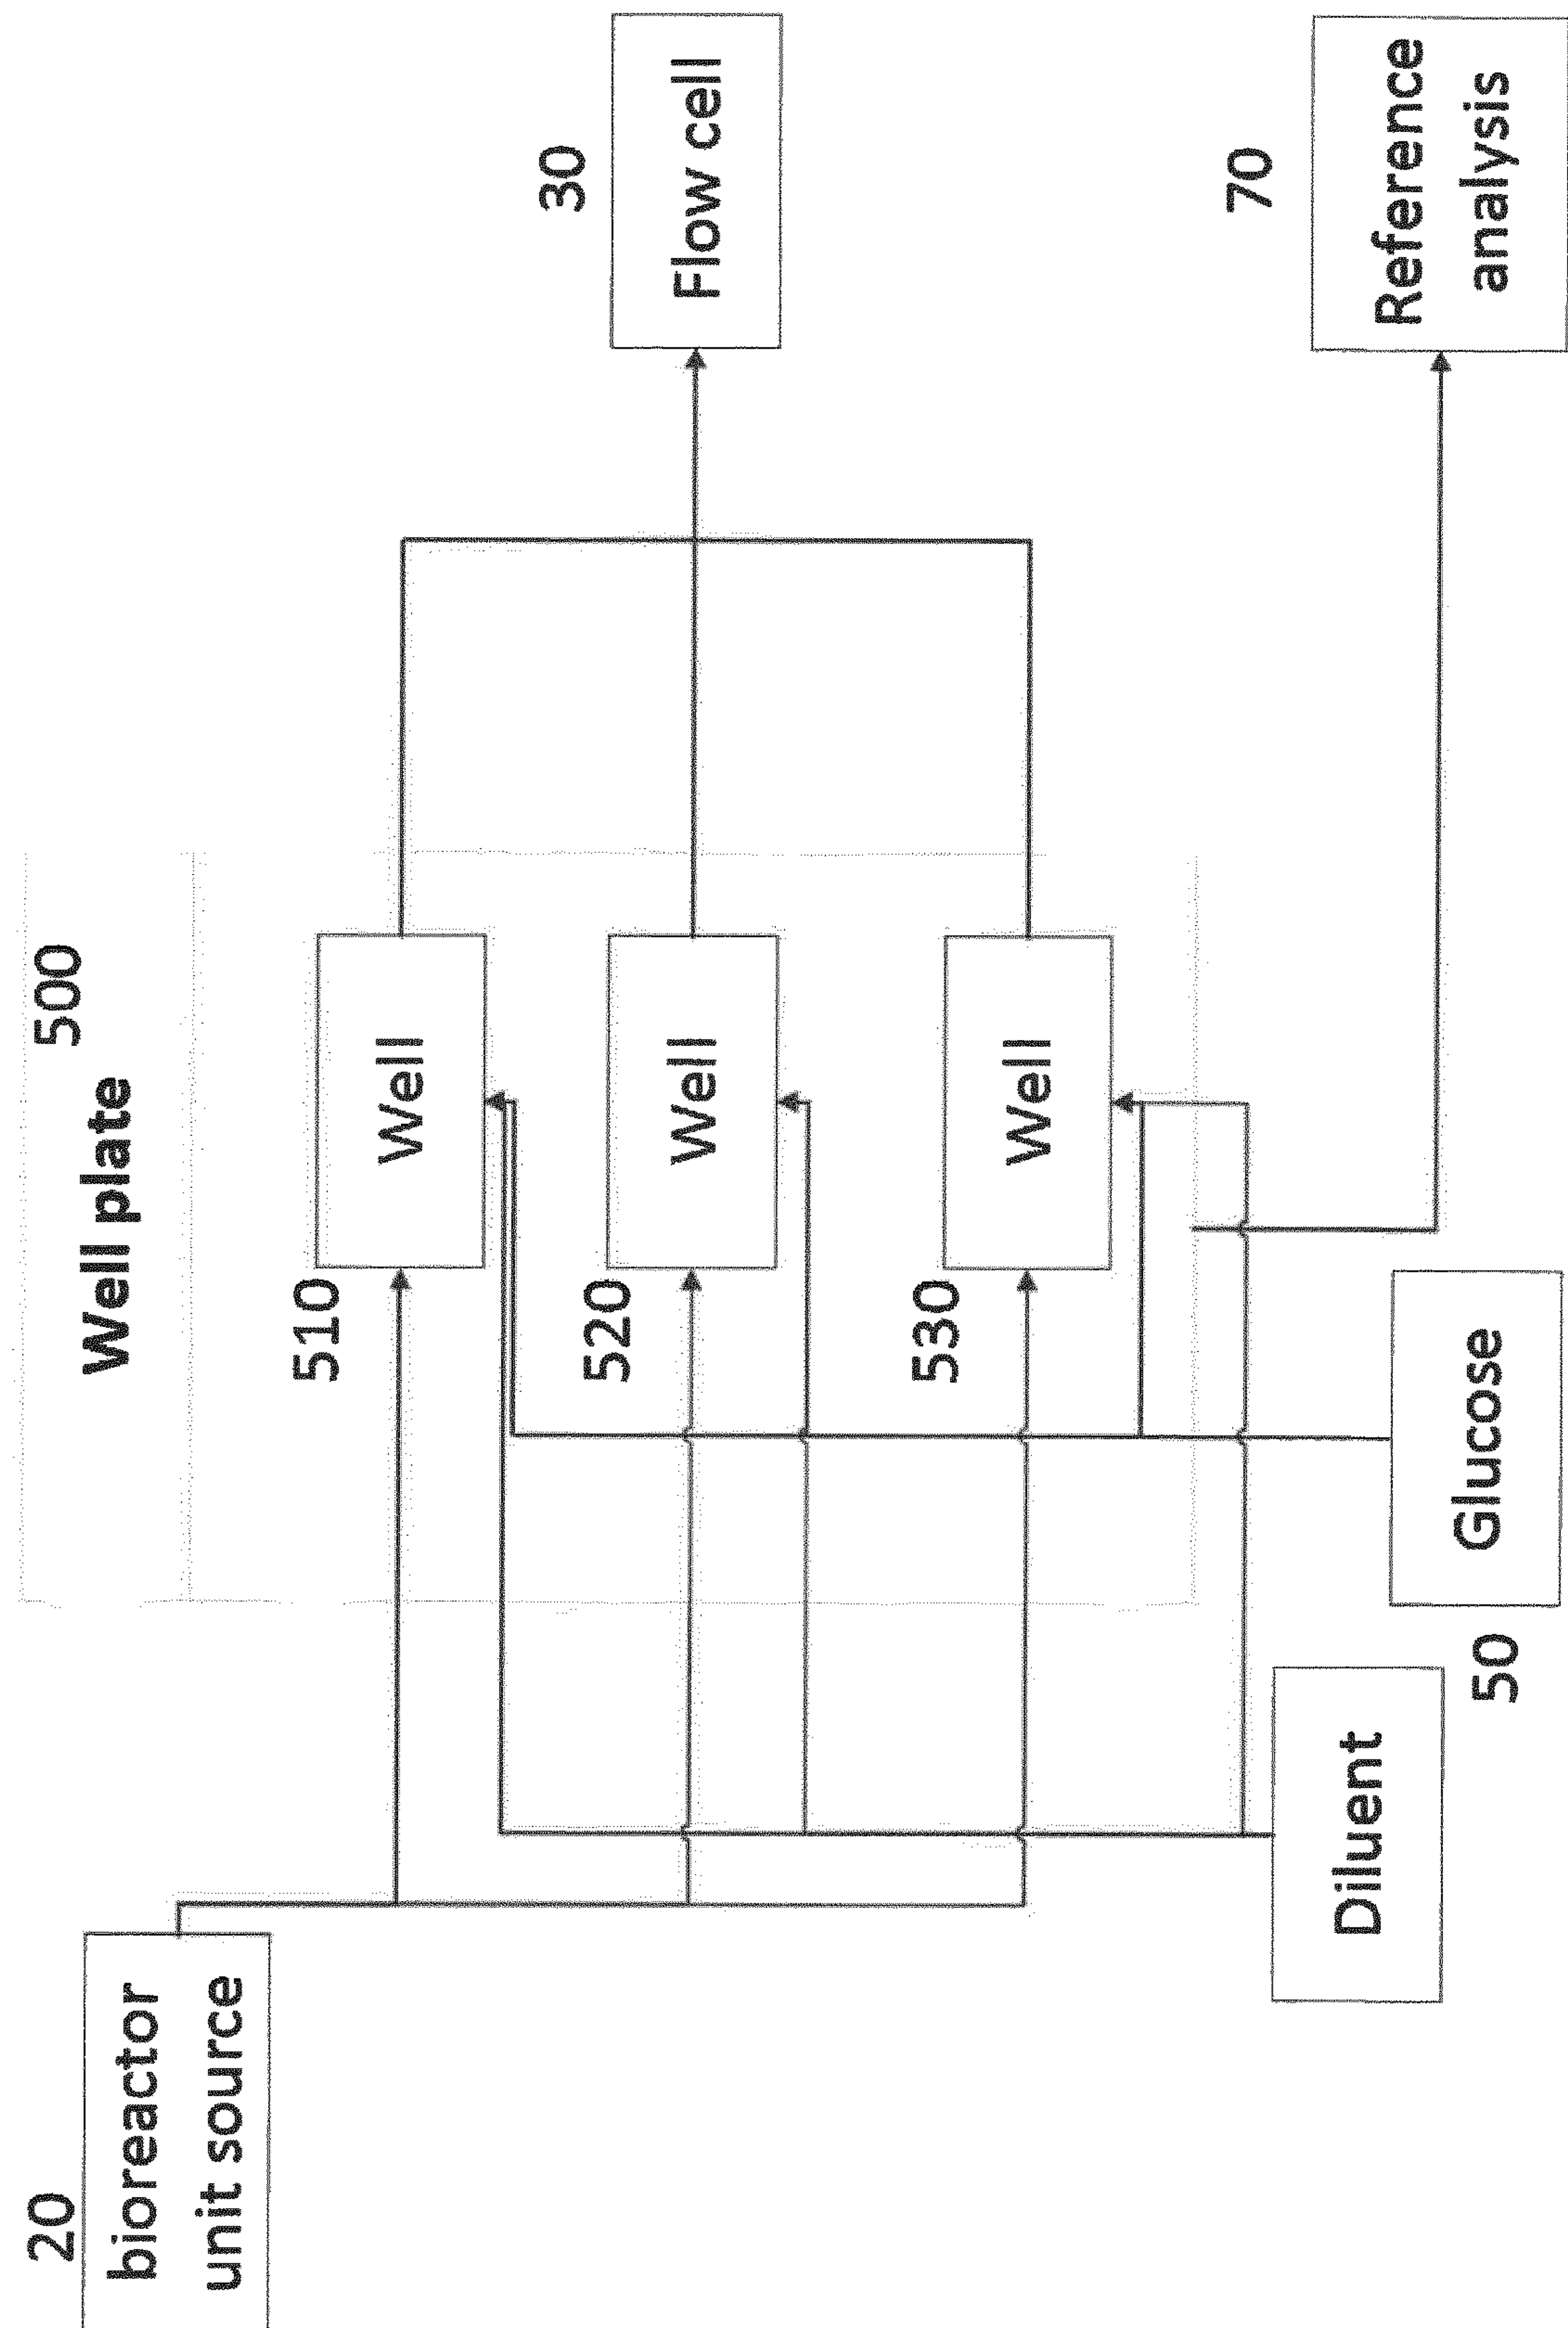 20
bioreactor
unit source
Well plate
500
510
Well
520
Well
530
Well
30
Flow cell
Diluent
50
Glucose
70
Reference
analysis